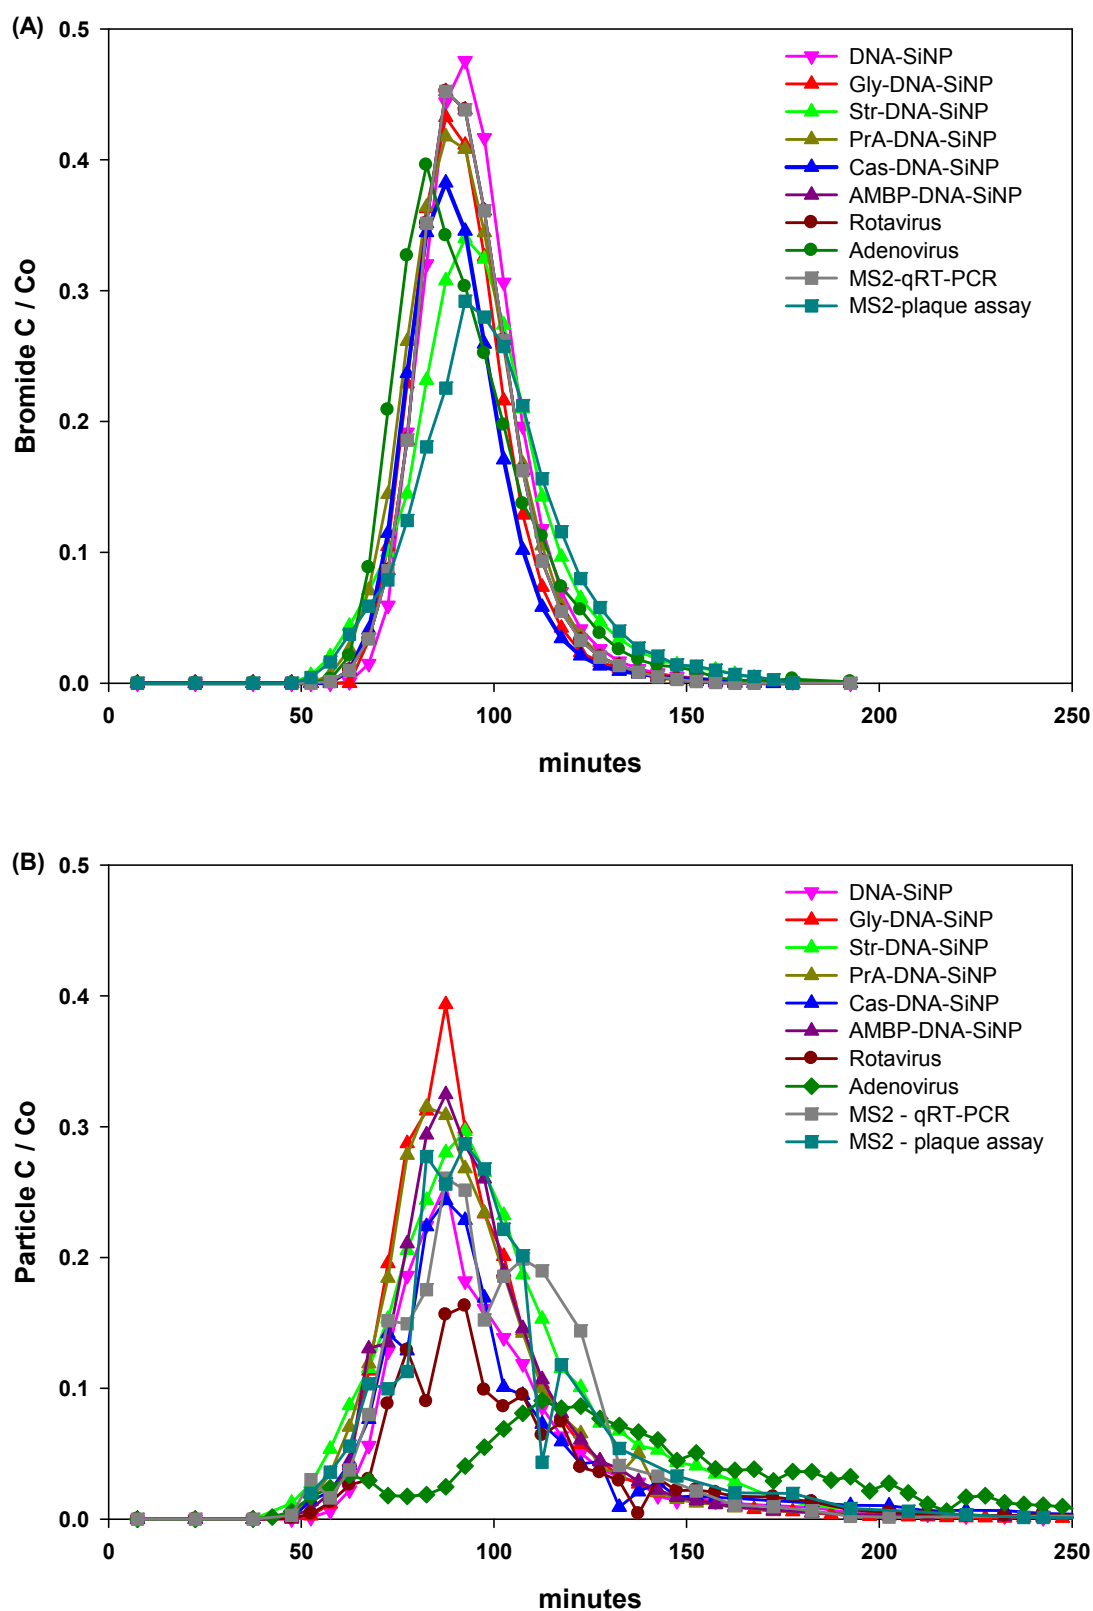 (A)
0.5
0.4
0.3
0.2
0.1
0.0
Bromide C / Co
DNA-SiNP
Gly-DNA-SiNP
Str-DNA-SiNP
PrA-DNA-SiNP
Cas-DNA-SiNP
AMBP-DNA-SiNP
Rotavirus
Adenovirus
MS2-qRT-PCR
MS2-plaque assay
0 50 100 150 200 250
minutes
(B)
0.5
0.4
0.3
0.2
0.1
0.0
Particle C / Co
DNA-SiNP
Gly-DNA-SiNP
Str-DNA-SiNP
PrA-DNA-SiNP
Cas-DNA-SiNP
AMBP-DNA-SiNP
Rotavirus
Adenovirus
MS2 - qRT-PCR
MS2 - plaque assay
0 50 100 150 200 250
minutes